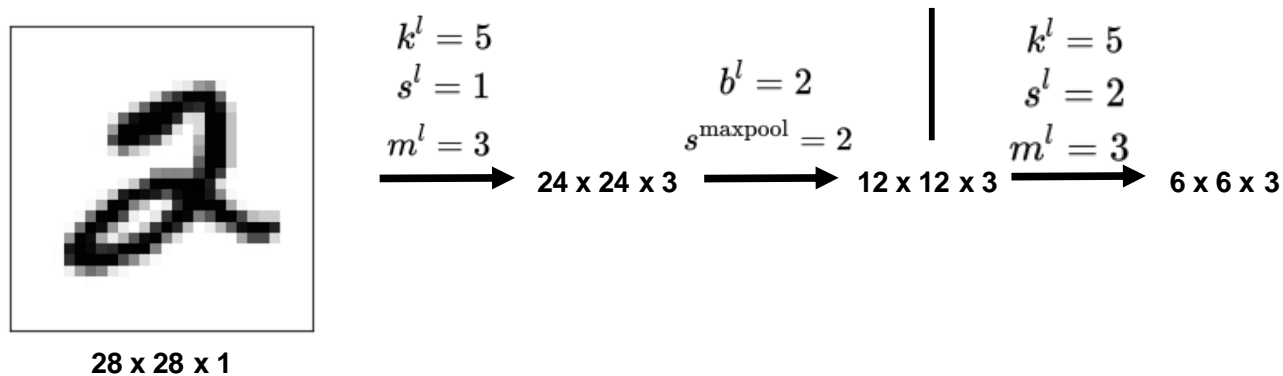 k^l = 5
s^l = 1
m^l = 3
b^l = 2
s^maxpool = 2
k^l = 5
s^l = 2
m^l = 3
24 x 24 x 3
12 x 12 x 3
6 x 6 x 3
2
28 x 28 x 1